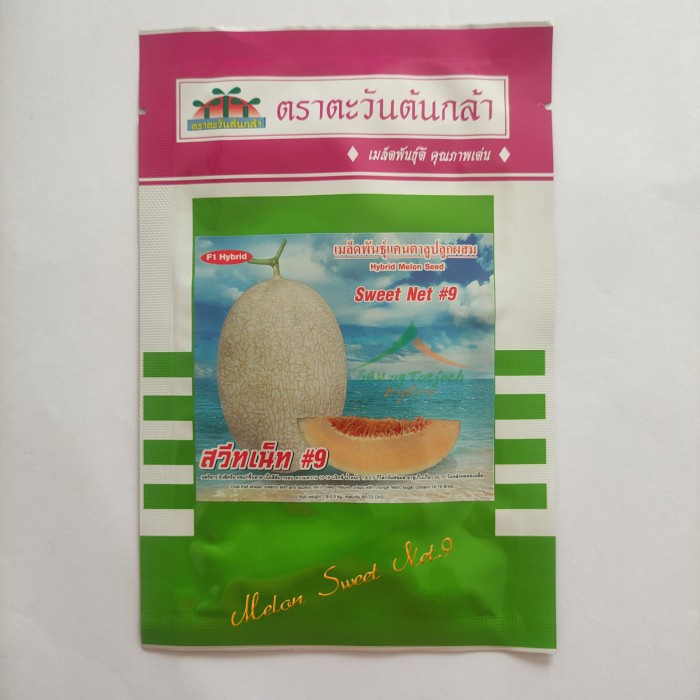 ตราตะวันต้นกล้า
ตราตะวันต้นกล้า
เมล็ดพันธุ์ดี คุณภาพเด่น
F1 Hybrid
เมล็ดพันธุ์แคนตาลูปลูกผสม
Hybrid Melon Seed
Sweet Net #9
SaungTasjoeh
สวีทเน็ท #9
Melon Sweet Net.9